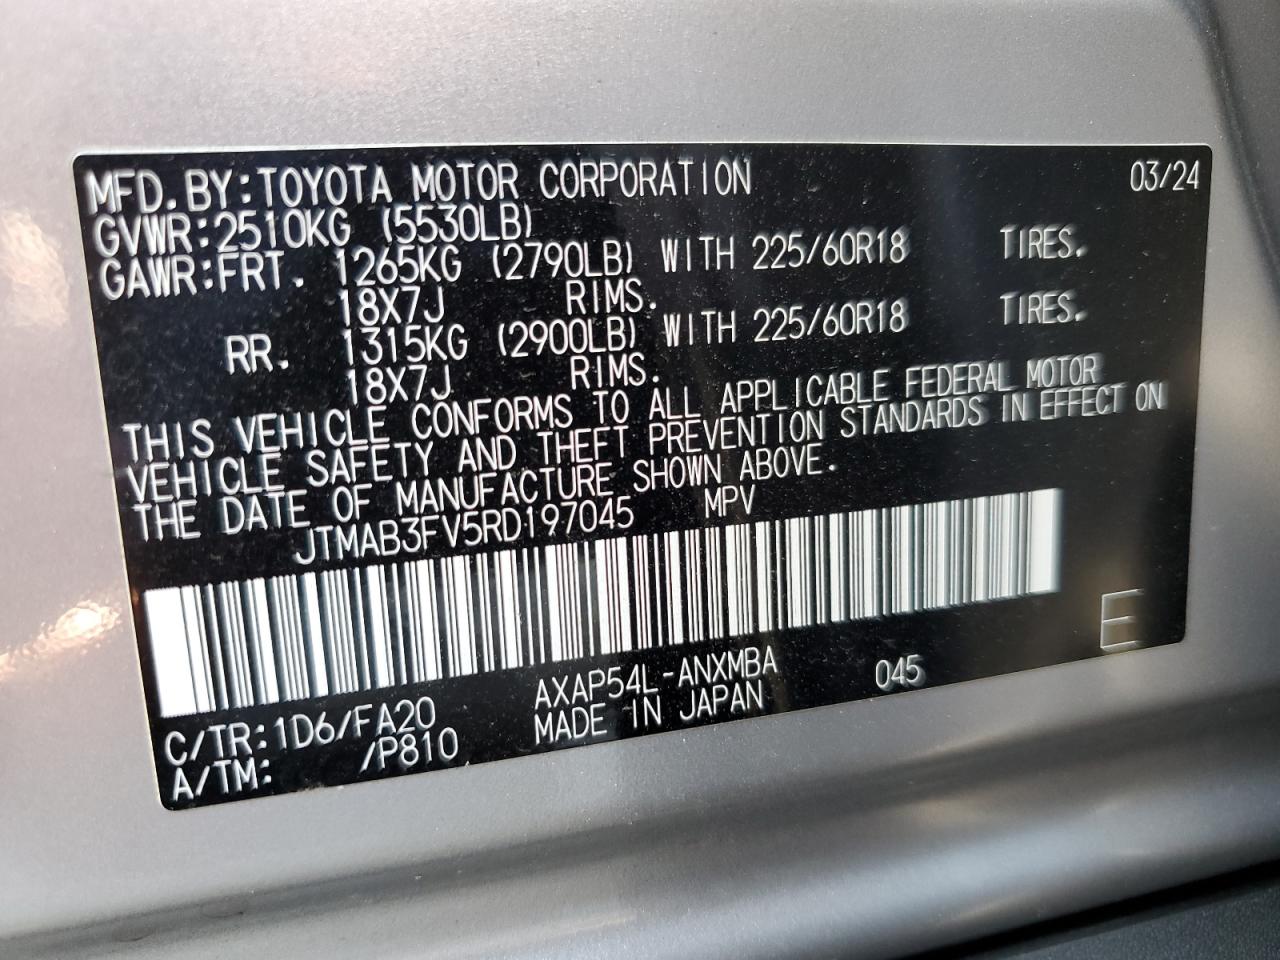 MFD. BY: TOYOTA MOTOR CORPORATION 03/24
GVWR: 2510KG (5530LB)
GAWR: FRT. 1265KG (2790LB) WITH 225/60R18 TIRES.
18X7J RIMS.
RR. 1315KG (2900LB) WITH 225/60R18 TIRES.
18X7J RIMS.
THIS VEHICLE CONFORMS TO ALL APPLICABLE FEDERAL MOTOR
VEHICLE SAFETY AND THEFT PREVENTION STANDARDS IN EFFECT ON
THE DATE OF MANUFACTURE SHOWN ABOVE.
JTMAB3FV5RD197045 MPV
E
AXAP54L-ANXMBA 045
C/TR: 1D6/FA20 MADE IN JAPAN
A/TM: /P810